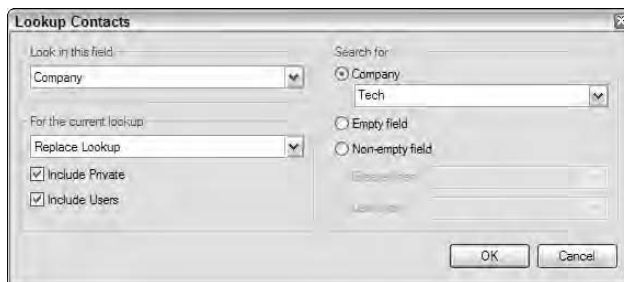 Lookup Contacts
Look in this field
Company
For the current lookup
Replace Lookup
Include Private
Include Users
Search for
Company
Tech
Empty field
Non-empty field
OK
Cancel